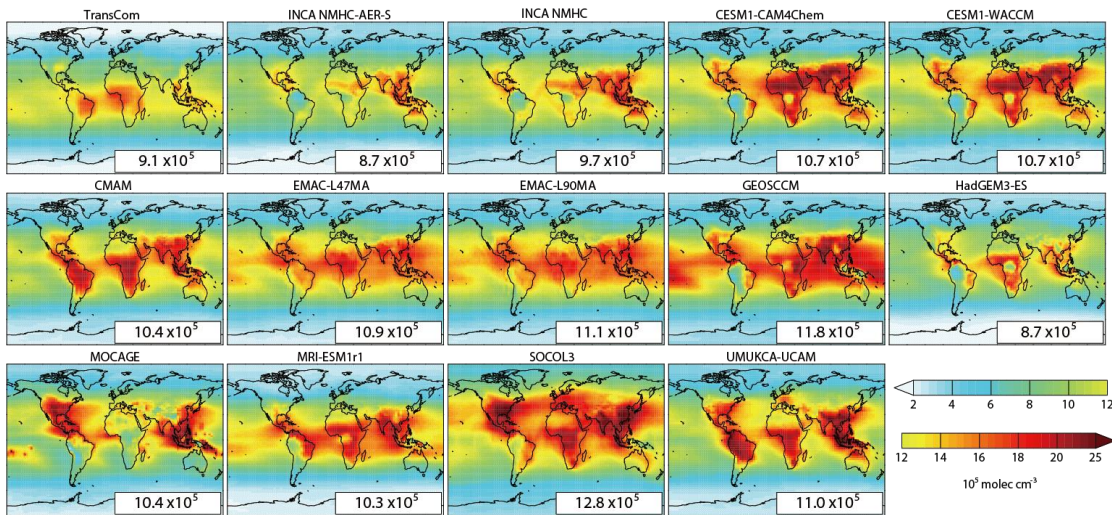 TransCom INCA NMHC-AER-S INCA NMHC CESM1-CAM4Chem CESM1-WACCM
9.1 x10⁵ 8.7 x10⁵ 9.7 x10⁵ 10.7 x10⁵ 10.7 x10⁵
CMAM EMAC-L47MA EMAC-L90MA GEOSCCM HadGEM3-ES
10.4 x10⁵ 10.9 x10⁵ 11.1 x10⁵ 11.8 x10⁵ 8.7 x10⁵
MOCAGE MRI-ESM1r1 SOCOL3 UMUKCA-UCAM
2 4 6 8 10 12
12 14 16 18 20 25
10⁵ molec cm⁻³
10.4 x10⁵ 10.3 x10⁵ 12.8 x10⁵ 11.0 x10⁵